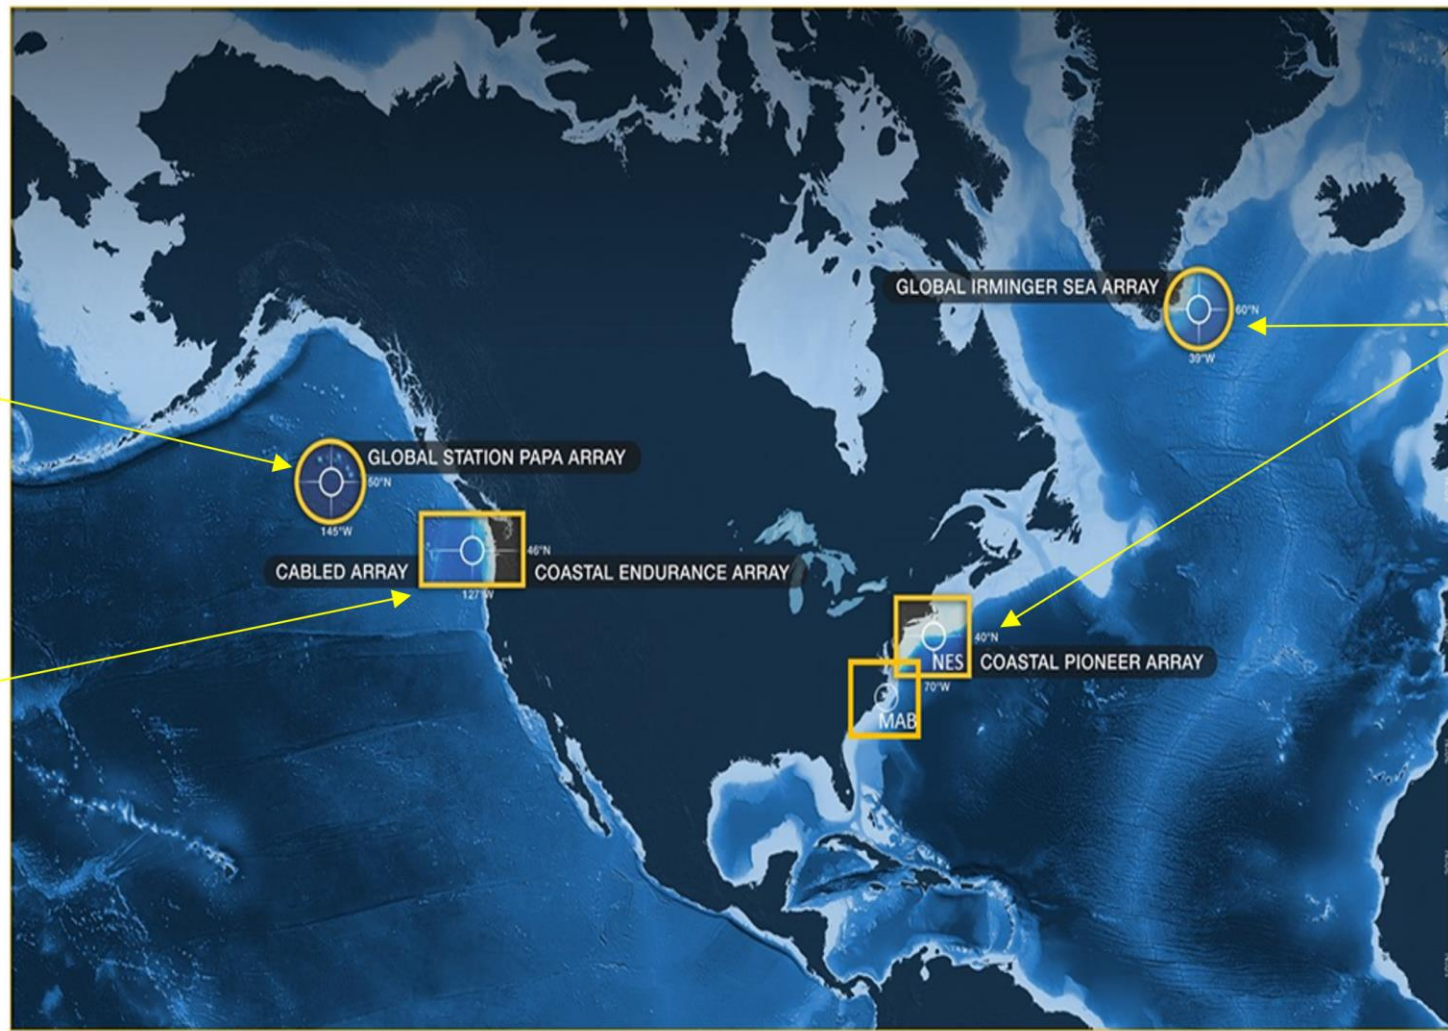 GLOBAL IRMINGER SEA ARRAY
60°N
39°W
GLOBAL STATION PAPA ARRAY
50°N
145°W
CABLED ARRAY
46°N
COASTAL ENDURANCE ARRAY
127°W
40°N
NES
COASTAL PIONEER ARRAY
70°W
MAB